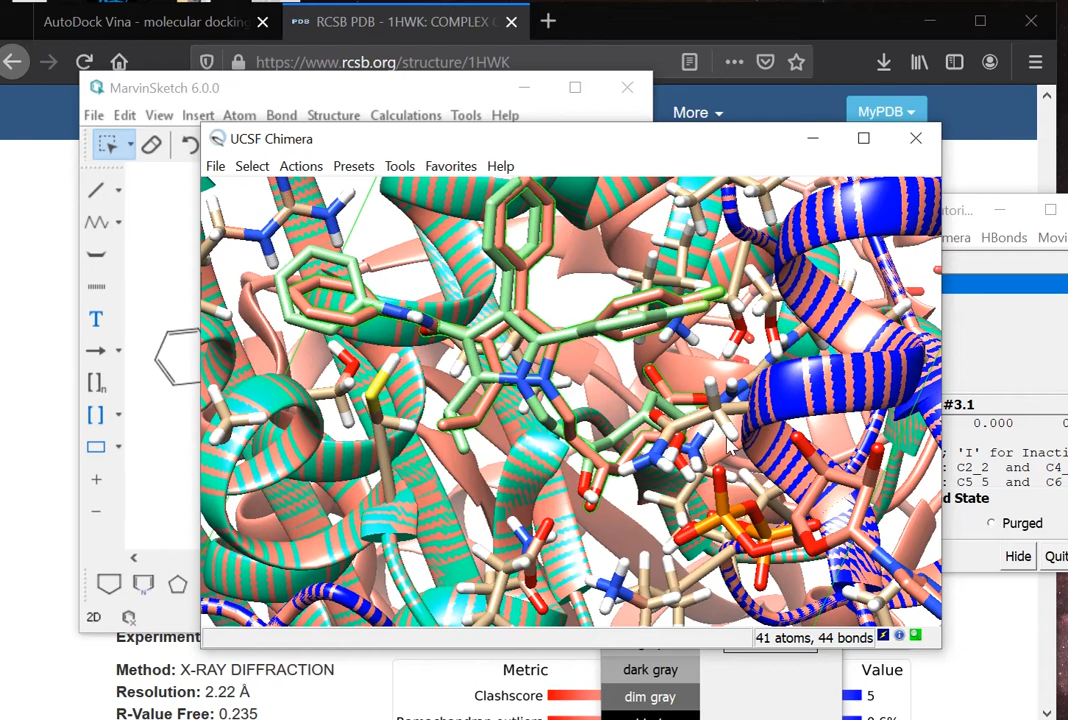 AutoDock Vina - molecular docking
PDB RCSB PDB - 1HWK: COMPLEX
https://www.rcsb.org/structure/1HWK
MarvinSketch 6.0.0
File Edit View Insert Atom Bond Structure Calculations Tools Help
More
MyPDB
UCSF Chimera
File Select Actions Presets Tools Favorites Help
HBonds
#3.1
0.000
; 'I' for Inacti
: C2_2 and C4_
: C5_5 and C6
d State
Purged
Hide
T
[]n
[]
2D
41 atoms, 44 bonds
Method: X-RAY DIFFRACTION
Resolution: 2.22 Å
R-Value Free: 0.235
dark gray
dim gray
Metric
Clashscore
Value
5